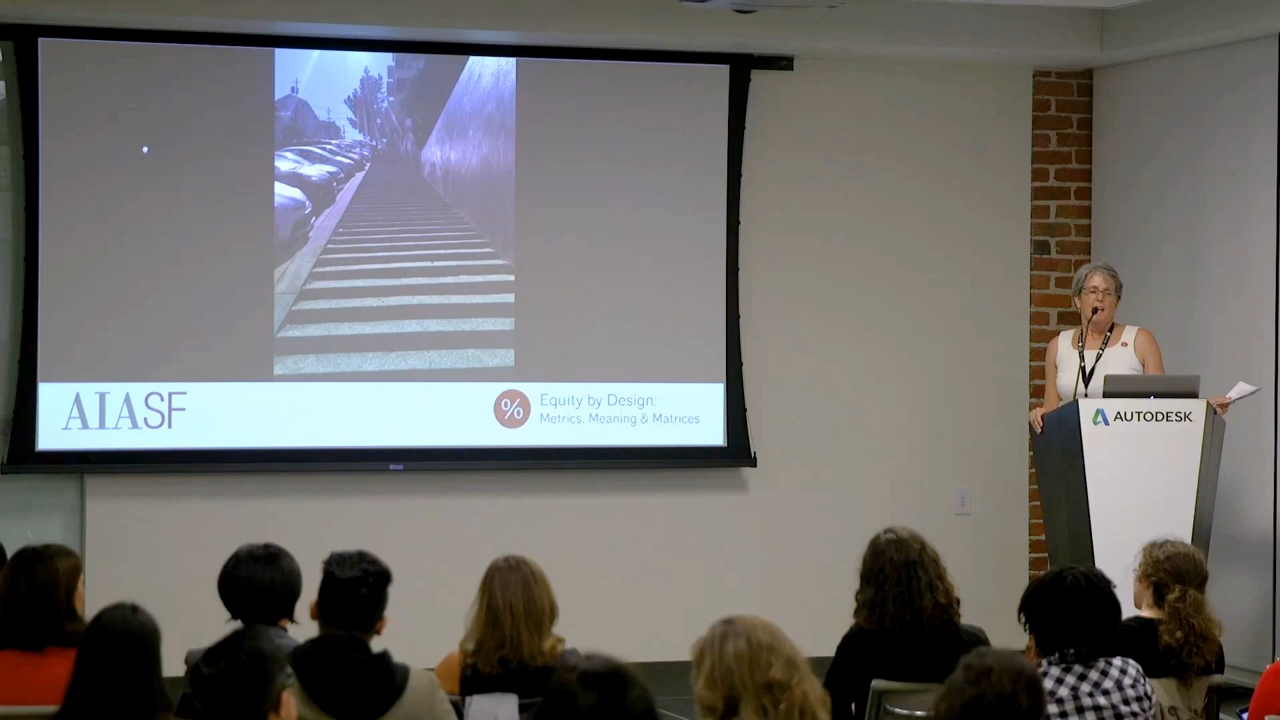 AIASF
%
Equity by Design:
Metrics, Meaning & Matrices
AUTODESK